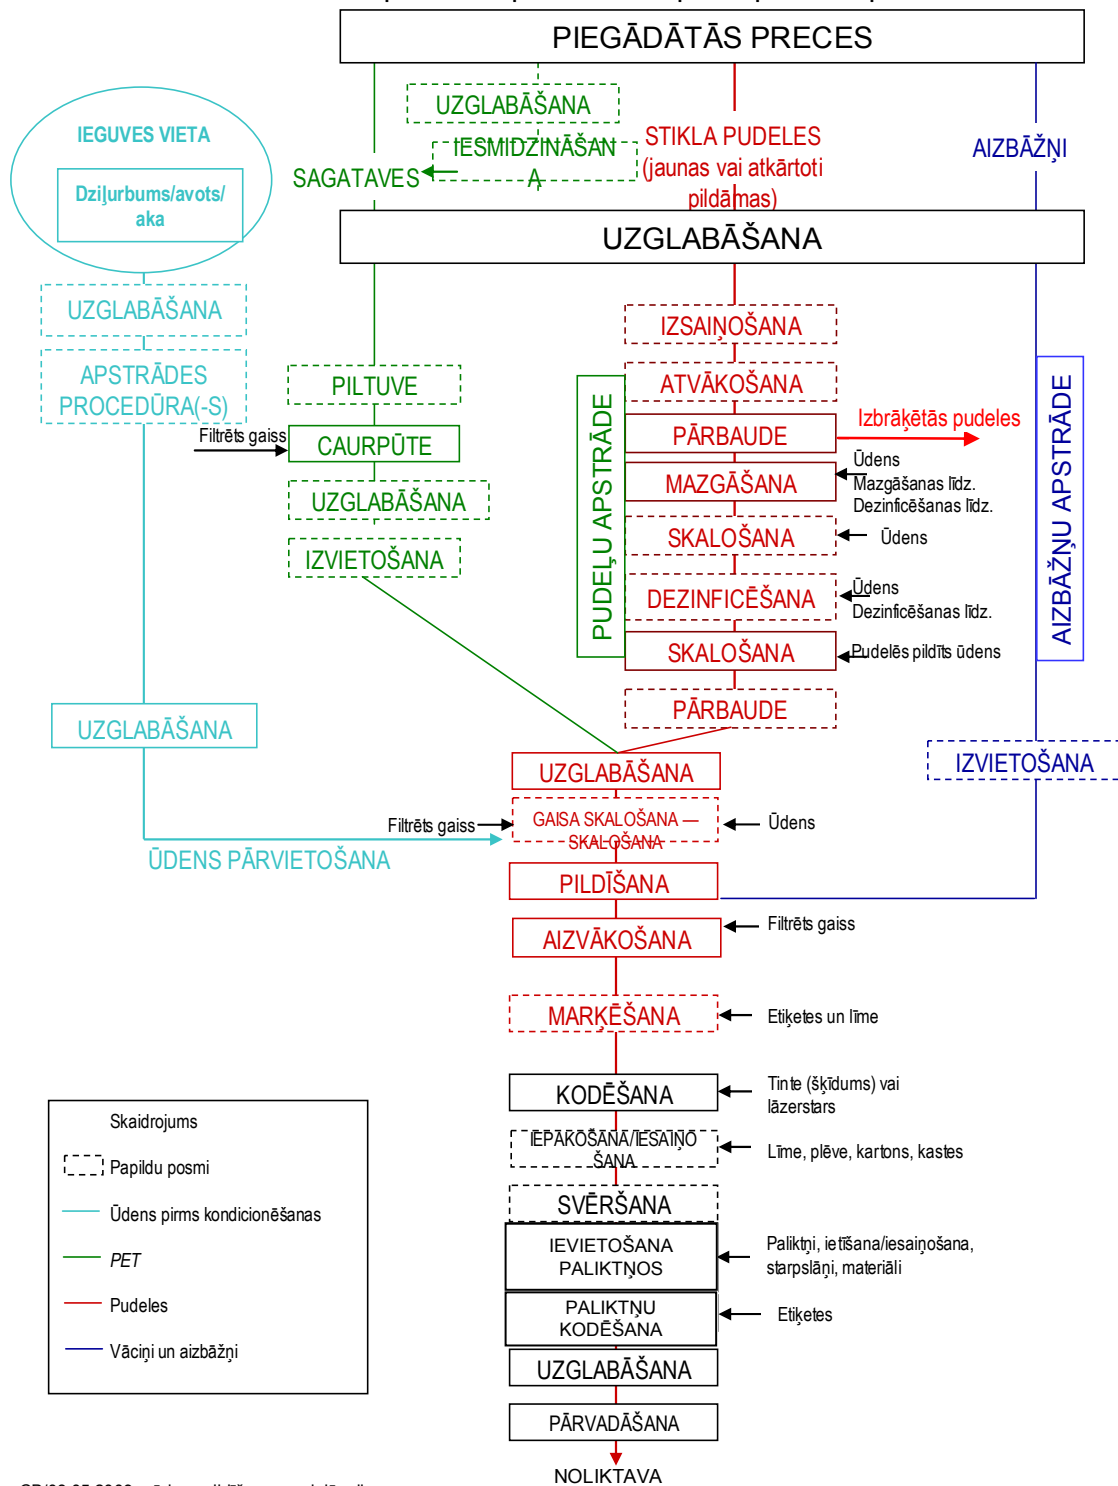 PIEGĀDĀTĀS PRECES
UZGLABĀŠANA
IESMIDZINĀŠAN
A
SAGATAVES
STIKLA PUDELES
(jaunas vai atkārtoti
pildāmas)
AIZBĀŽŅI
IEGUVES VIETA
Dziļurbums/avots/
aka
UZGLABĀŠANA
UZGLABĀŠANA
APSTRĀDES
PROCEDŪRA(-S)
PILTUVE
Filtrēts gaiss
CAURPŪTE
UZGLABĀŠANA
IZVIETOŠANA
PUDEĻU APSTRĀDE
IZSAIŅOŠANA
ATVĀKOŠANA
PĀRBAUDE
Izbrāķētās pudeles
MAZGĀŠANA
Ūdens
Mazgāšanas līdz.
Dezinficēšanas līdz.
SKALOŠANA
Ūdens
DEZINFICĒŠANA
Ūdens
Dezinficēšanas līdz.
SKALOŠANA
Pudelēs pildīts ūdens
PĀRBAUDE
AIZBĀŽŅU APSTRĀDE
UZGLABĀŠANA
IZVIETOŠANA
UZGLABĀŠANA
Filtrēts gaiss
GAISA SKALOŠANA —
SKALOŠANA
Ūdens
ŪDENS PĀRVIETOŠANA
PILDĪŠANA
AIZVĀKOŠANA
Filtrēts gaiss
MARĶĒŠANA
Etiķetes un līme
KODĒŠANA
Tinte (šķīdums) vai
lāzerstars
IEPAKOŠANA/IESAIŅO
ŠANA
Līme, plēve, kartons, kastes
SVĒRŠANA
IEVIETOŠANA
PALIKTŅOS
Paliktņi, ietīšana/iesaiņošana,
starpslāņi, materiāli
PALIKTŅU
KODĒŠANA
Etiķetes
UZGLABĀŠANA
PĀRVADĀŠANA
NOLIKTAVA
Skaidrojums
Papildu posmi
Ūdens pirms kondicionēšanas
PET
Pudeles
Vāciņi un aizbāžņi